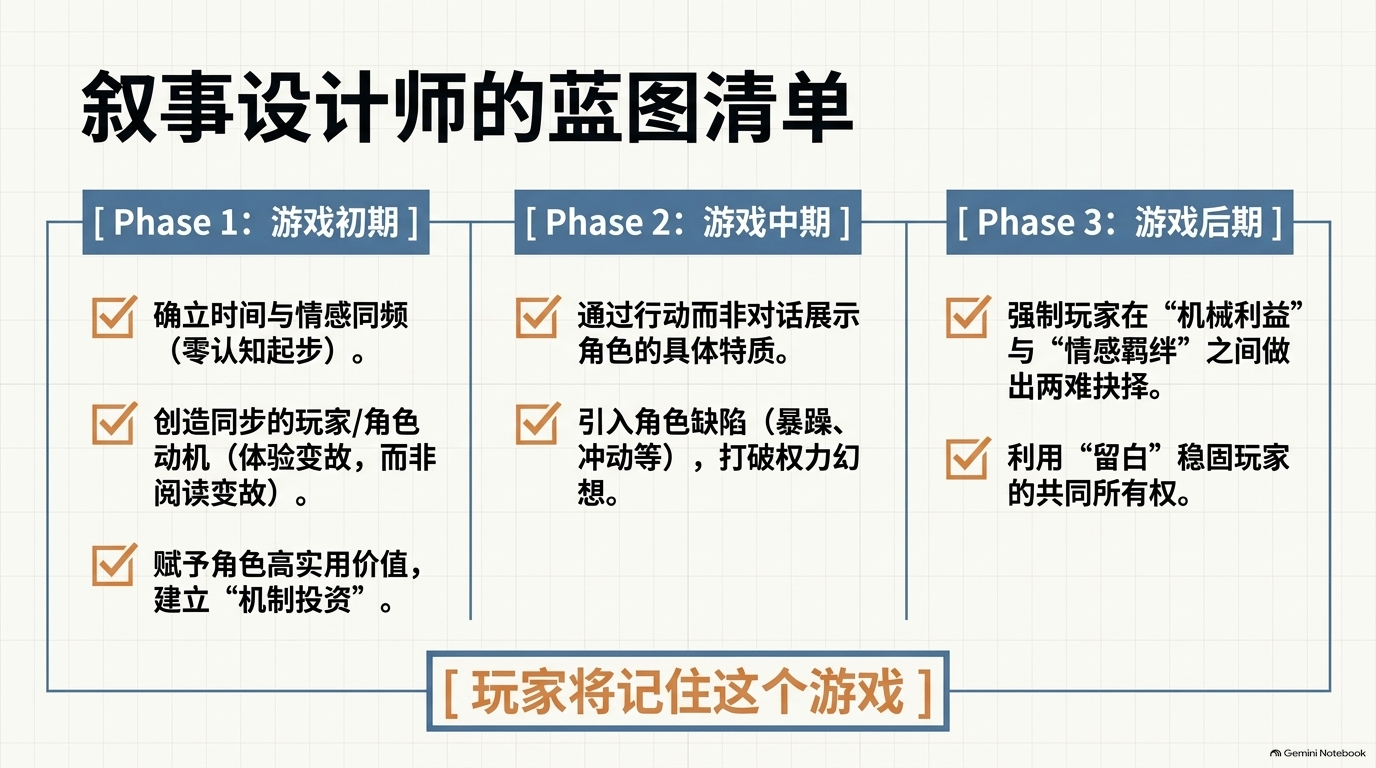 叙事设计师的蓝图清单
[ Phase 1：游戏初期 ]
确立时间与情感同频
（零认知起步）。
创造同步的玩家/角色
动机（体验变故，而非
阅读变故）。
赋予角色高实用价值，
建立“机制投资”。
[ Phase 2：游戏中期 ]
通过行动而非对话展示
角色的具体特质。
引入角色缺陷（暴躁、
冲动等），打破权力幻
想。
[ Phase 3：游戏后期 ]
强制玩家在“机械利益”
与“情感羁绊”之间做
出两难抉择。
利用“留白”稳固玩家
的共同所有权。
[ 玩家将记住这个游戏 ]
Gemini Notebook